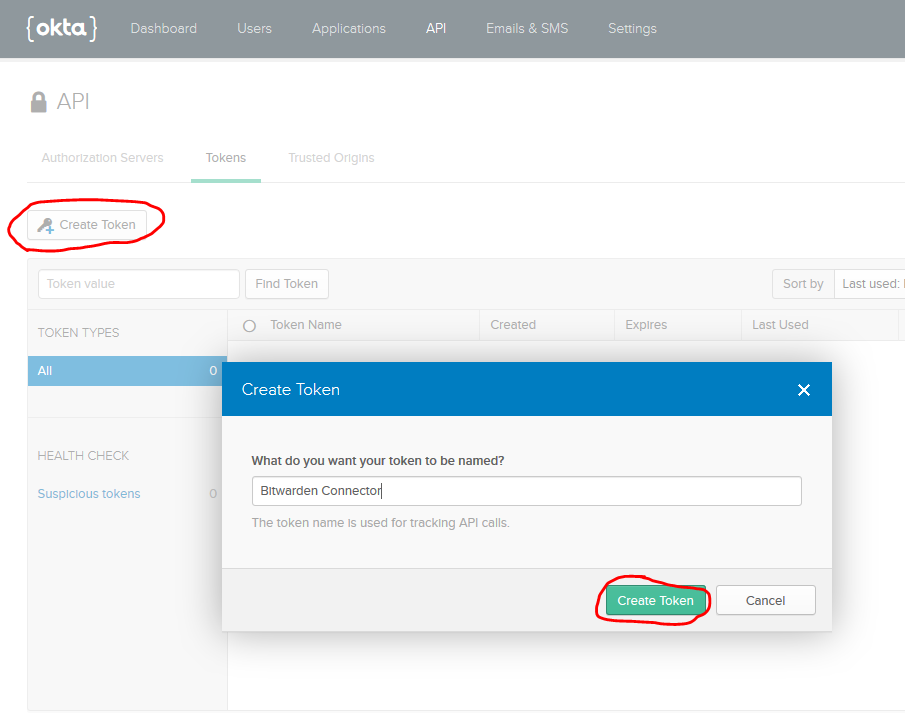 {okta} Dashboard Users Applications API Emails & SMS Settings
API
Authorization Servers Tokens Trusted Origins
Create Token
Token value Find Token Sort by Last used:
TOKEN TYPES Token Name Created Expires Last Used
All 0
Create Token
HEALTH CHECK
What do you want your token to be named?
Suspicious tokens 0
Bitwarden Connector
The token name is used for tracking API calls.
Create Token Cancel